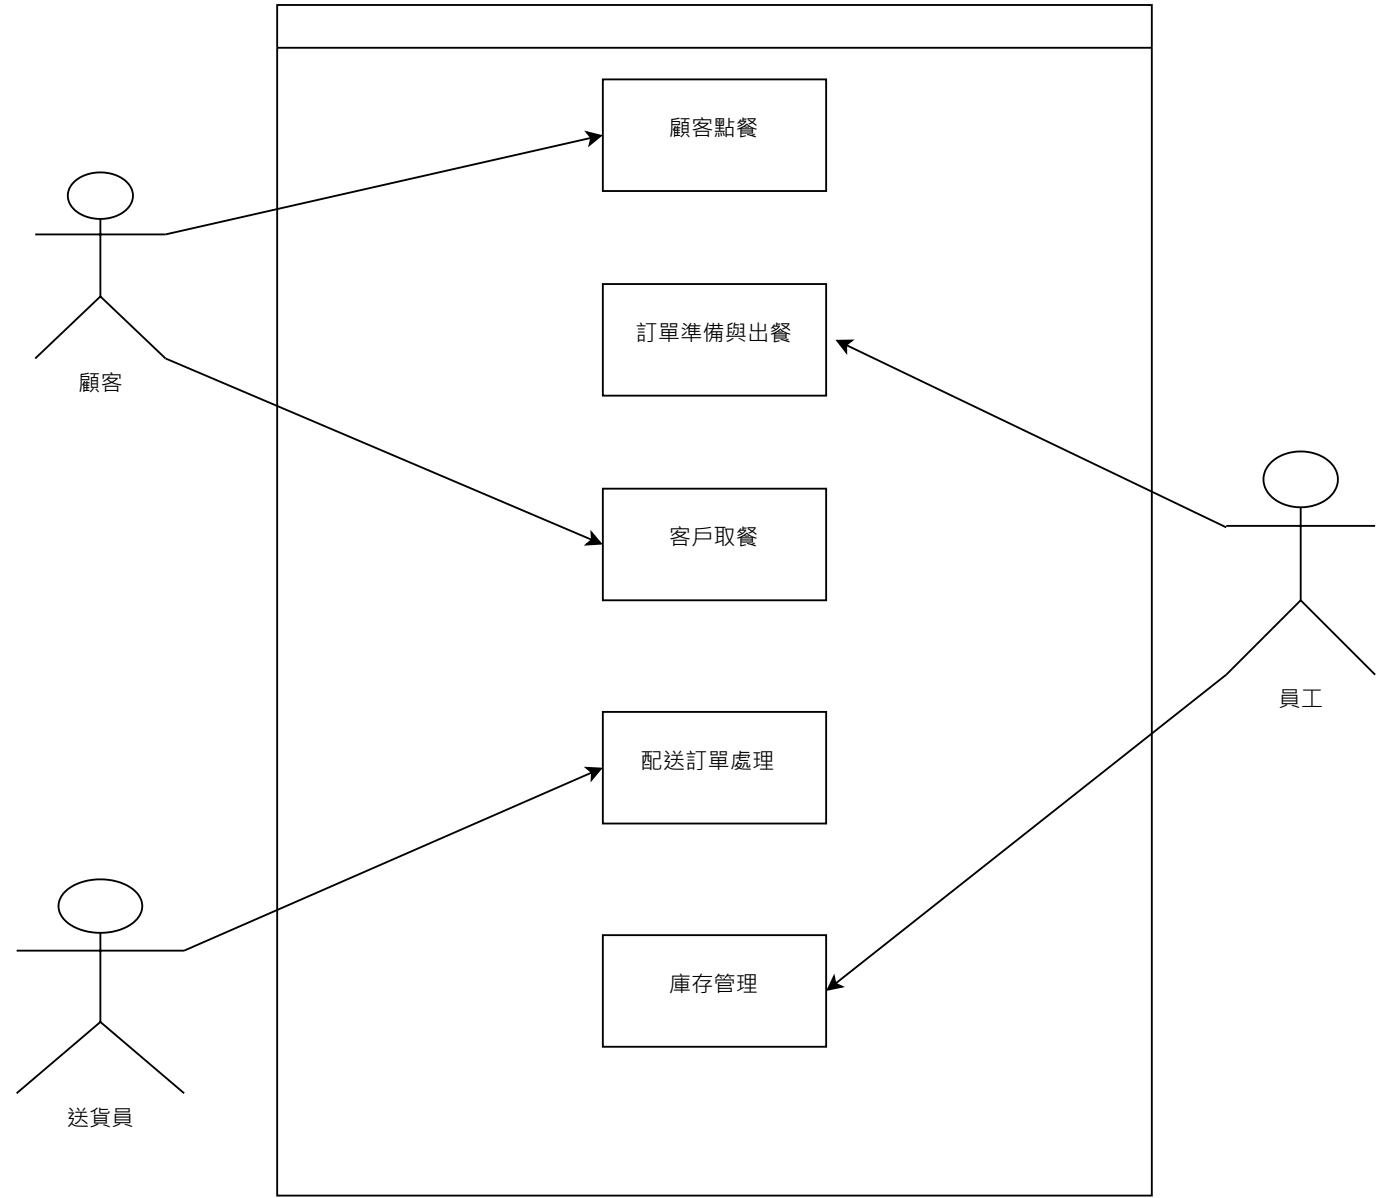 顧客點餐
訂單準備與出餐
顧客
客戶取餐
員工
配送訂單處理
庫存管理
送貨員